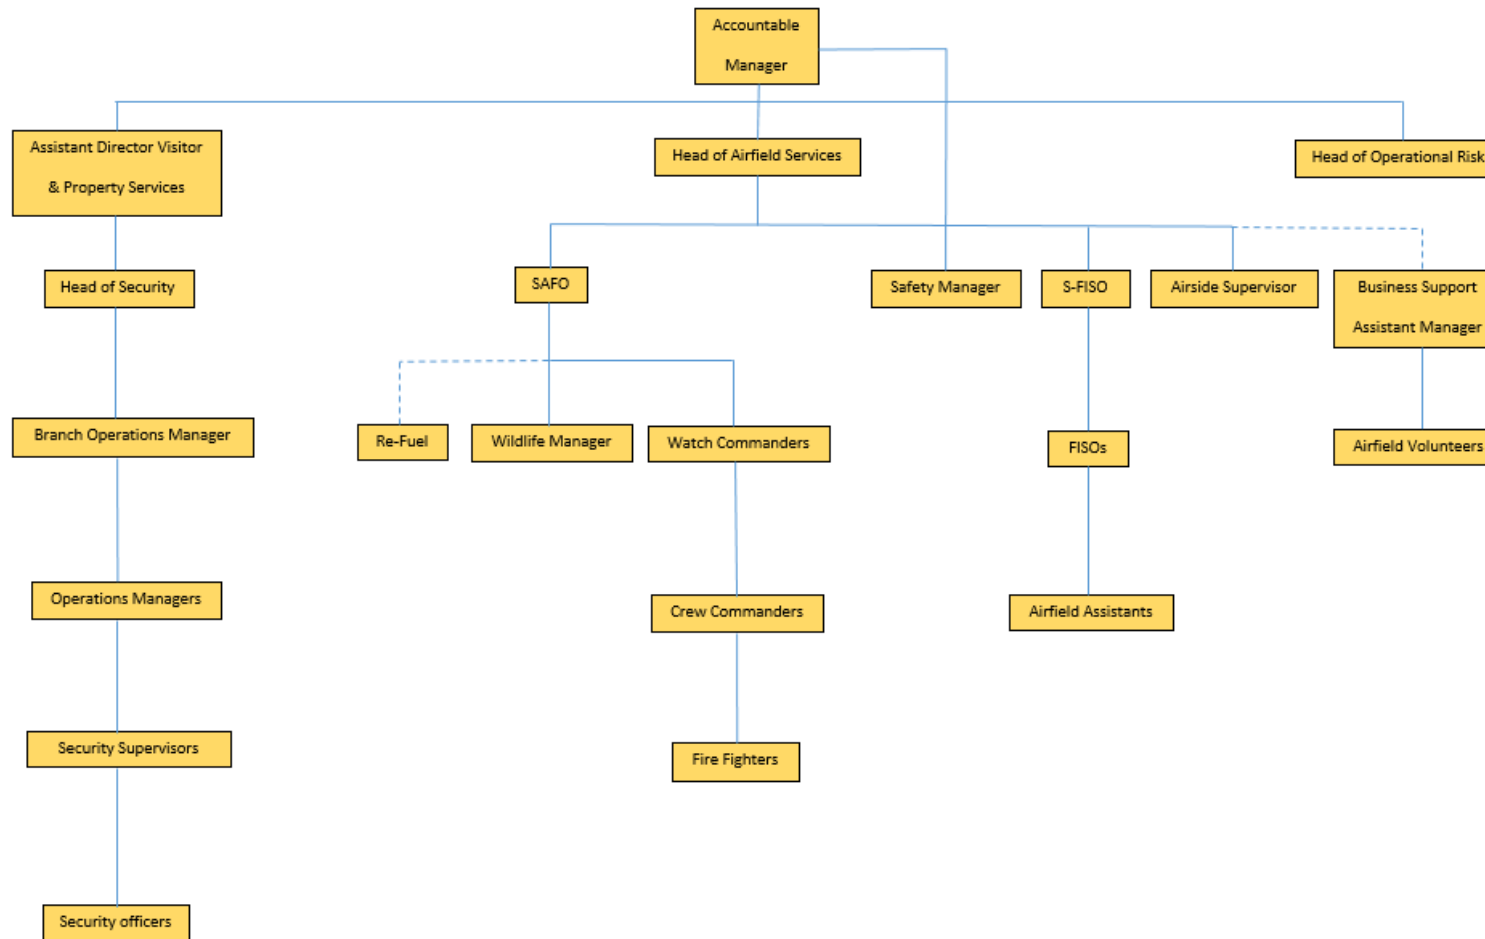 Accountable
Manager
Assistant Director Visitor
& Property Services
Head of Airfield Services
Head of Operational Risk
Head of Security
SAFO
Safety Manager
S-FISO
Airside Supervisor
Business Support
Assistant Manager
Branch Operations Manager
Re-Fuel
Wildlife Manager
Watch Commanders
FISOs
Airfield Volunteers
Operations Managers
Crew Commanders
Airfield Assistants
Security Supervisors
Fire Fighters
Security officers